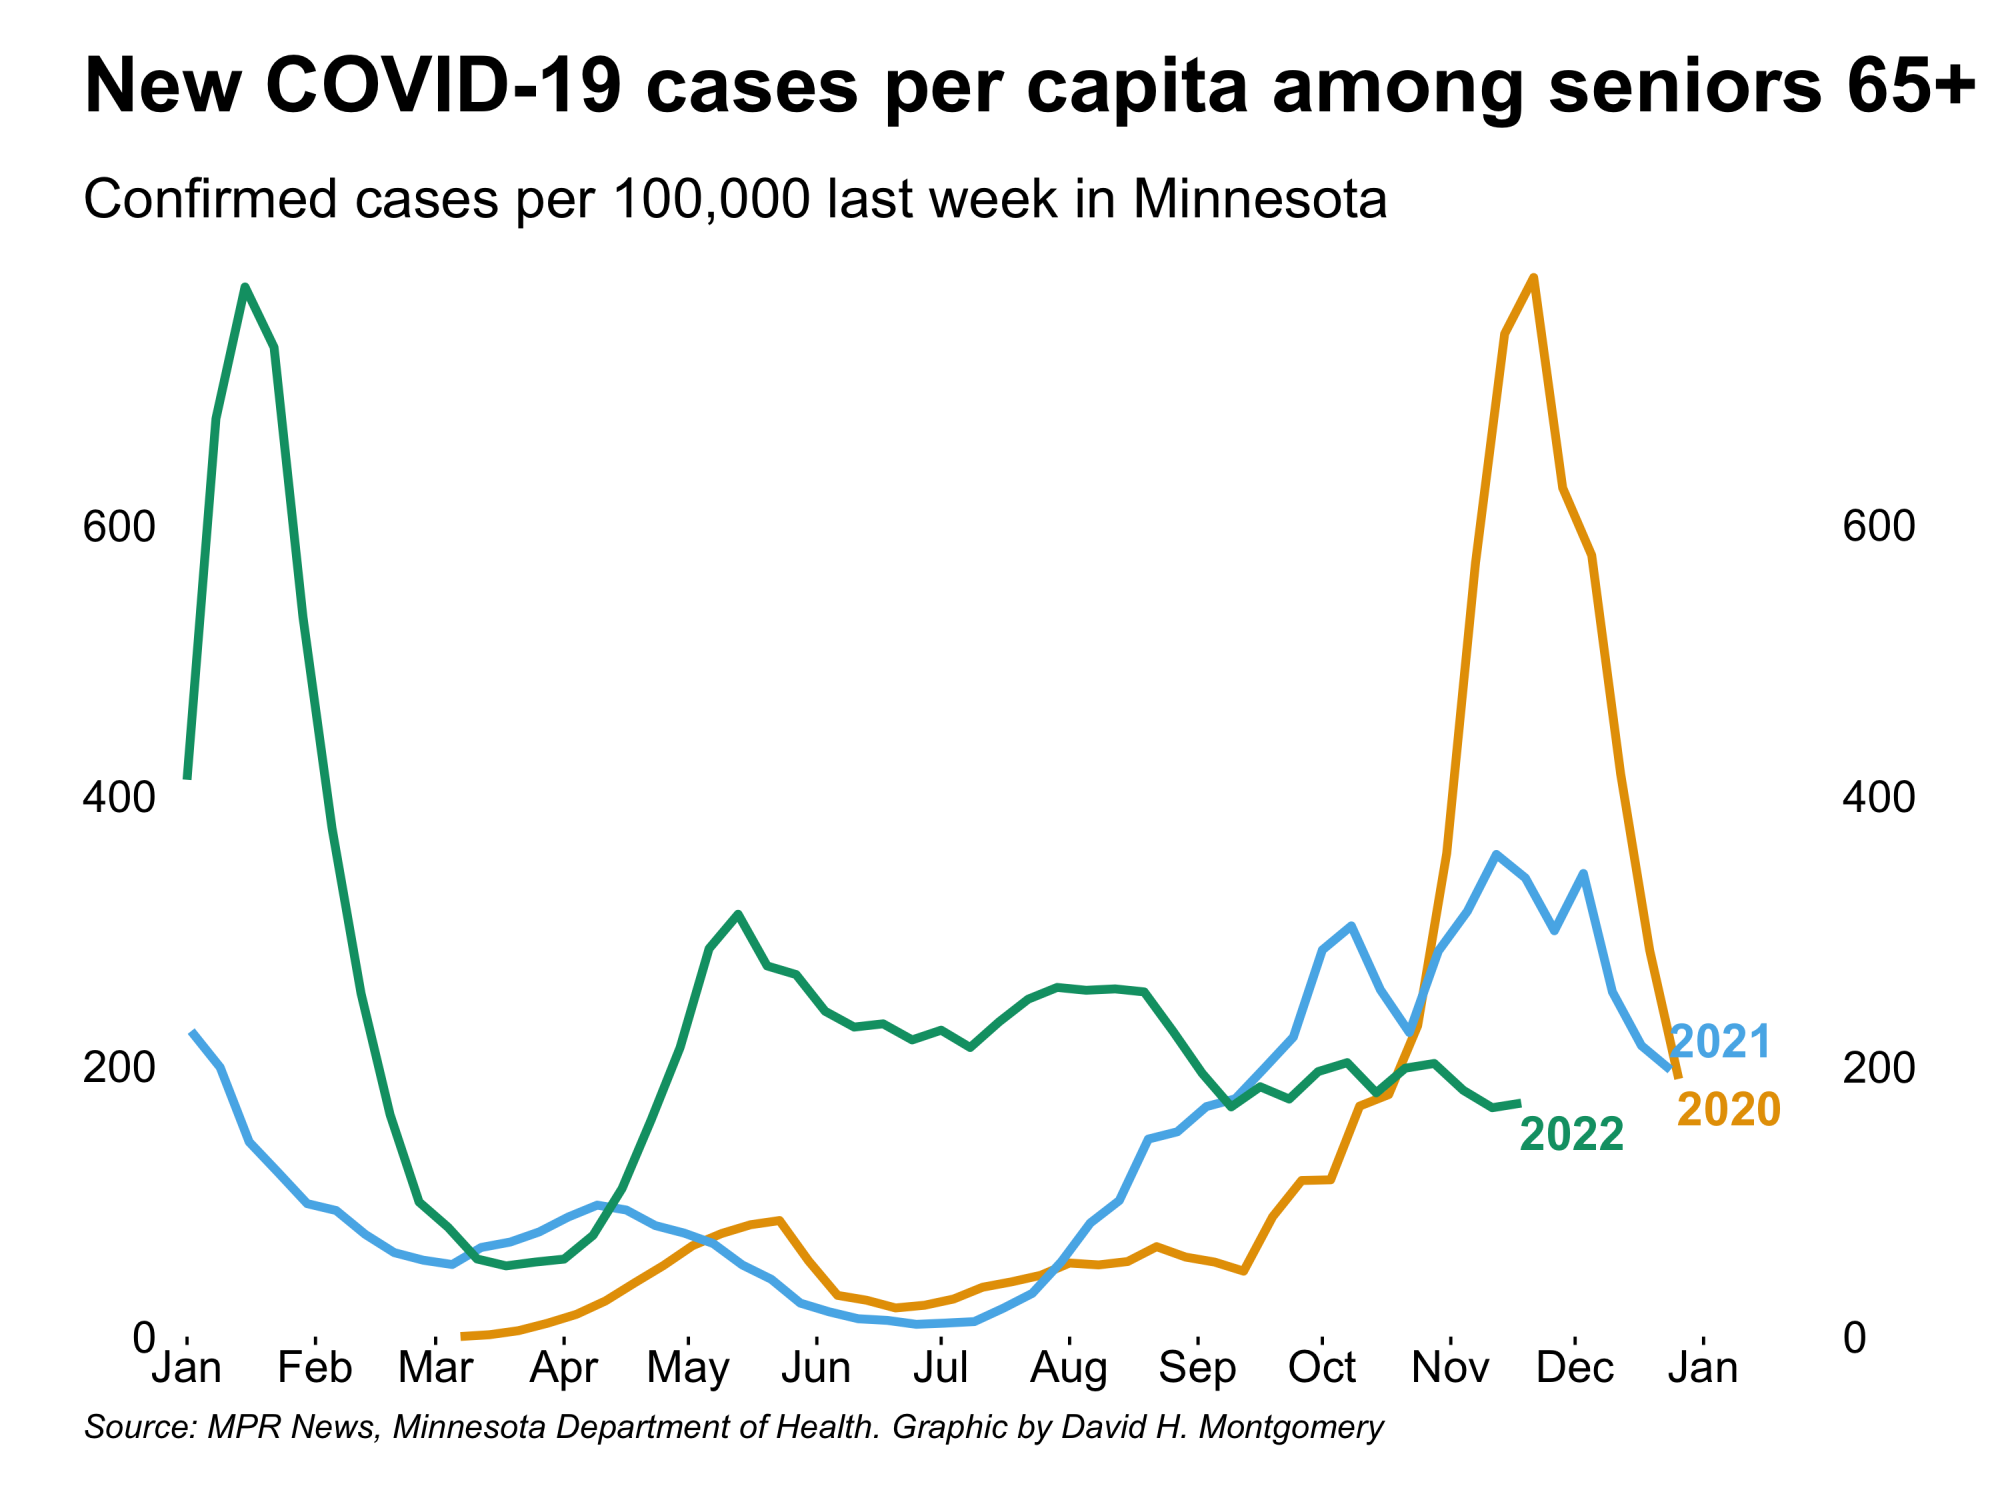 New COVID-19 cases per capita among seniors 65+
Confirmed cases per 100,000 last week in Minnesota
600 600
400 400
2021
200 200
2020
2022
0 0
Jan Feb Mar Apr May Jun Jul Aug Sep Oct Nov Dec Jan
Source: MPR News, Minnesota Department of Health. Graphic by David H. Montgomery